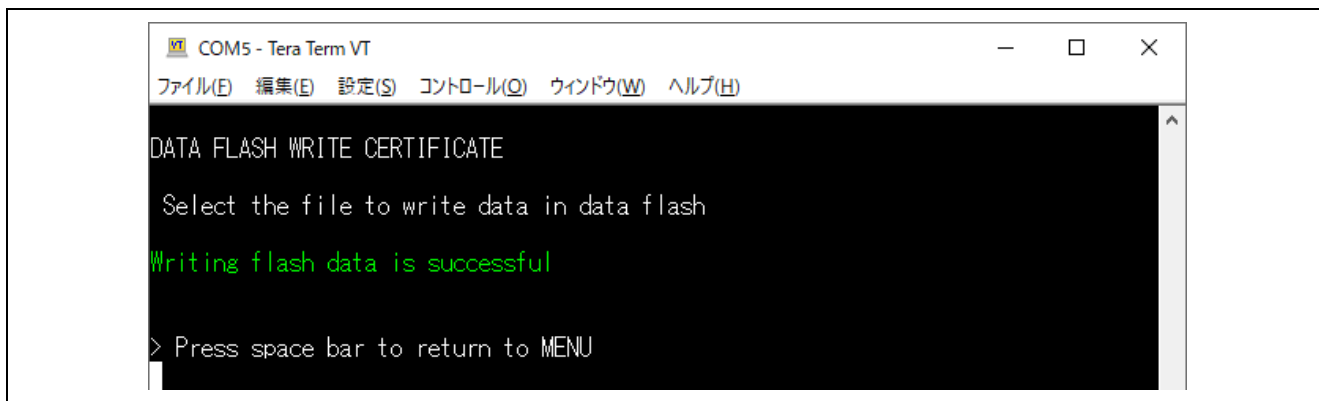 VT COM5 - Tera Term VT
ファイル(F) 編集(E) 設定(S) コントロール(O) ウィンドウ(W) ヘルプ(H)
DATA FLASH WRITE CERTIFICATE
Select the file to write data in data flash
Writing flash data is successful
> Press space bar to return to MENU